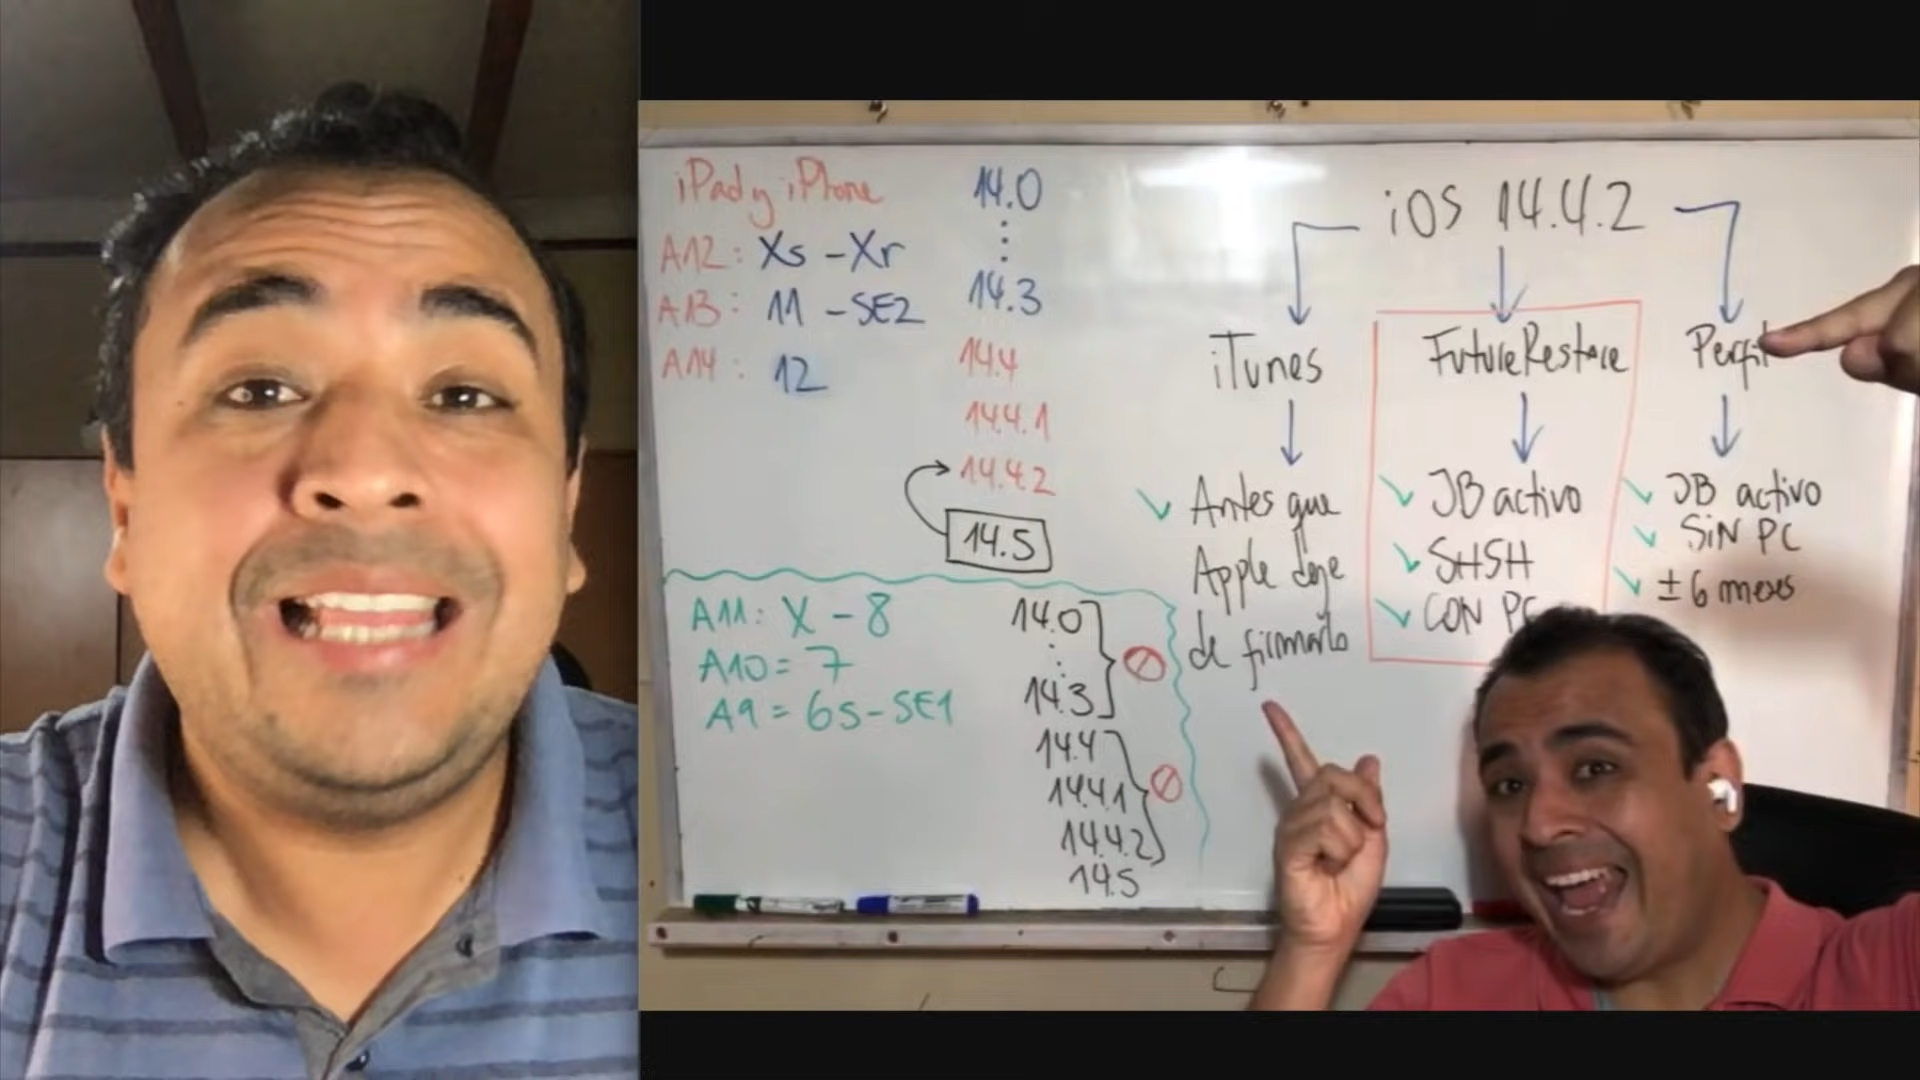 iPad y iPhone
A12: Xs - Xr
A13: 11 - SE2
A14: 12
14.0
14.3
14.4
14.4.1
14.4.2
14.5
A11: X - 8
A10 = 7
A9 = 6s - SE1
14.0
14.3
14.4
14.4.1
14.4.2
14.5
iOS 14.4.2
iTunes
Antes que
Apple deje
de firmarlo
FutureRestore
JB activo
SHSH
CON PC
Perfil
JB activo
SiN PC
± 6 meses